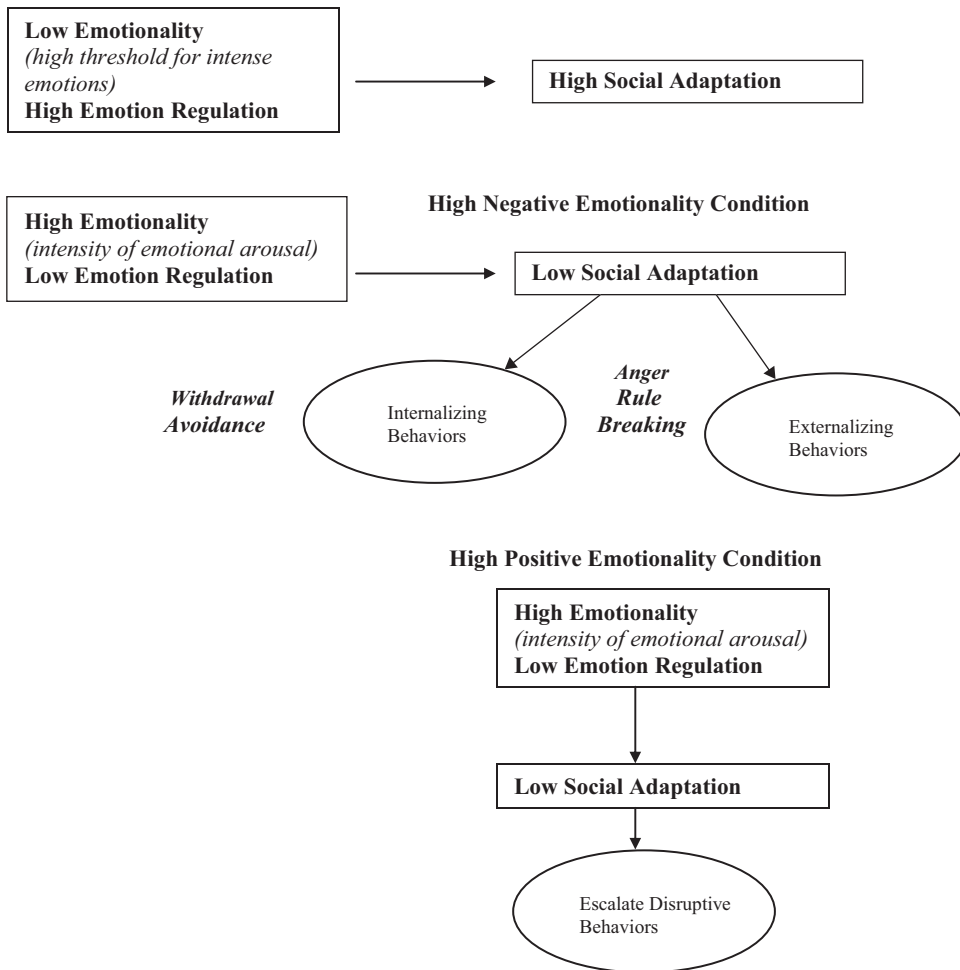 Low Emotionality
(high threshold for intense
emotions)
High Emotion Regulation
High Social Adaptation
High Negative Emotionality Condition
High Emotionality
(intensity of emotional arousal)
Low Emotion Regulation
Low Social Adaptation
Withdrawal
Avoidance
Internalizing
Behaviors
Anger
Rule
Breaking
Externalizing
Behaviors
High Positive Emotionality Condition
High Emotionality
(intensity of emotional arousal)
Low Emotion Regulation
Low Social Adaptation
Escalate Disruptive
Behaviors